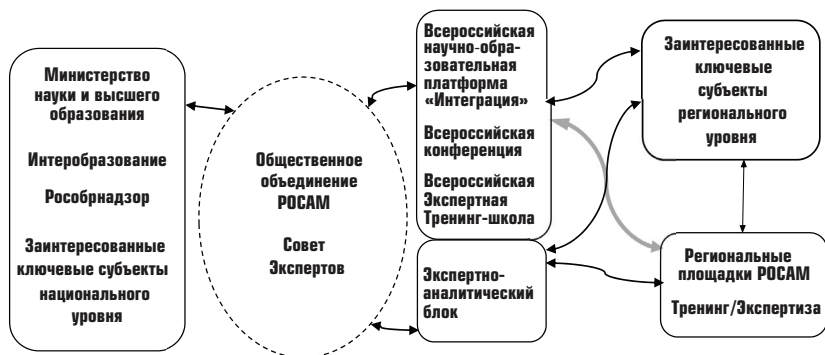 Министерство
науки и высшего
образования
Интеробразование
Рособрнадзор
Заинтересованные
ключевые субъекты
национального
уровня
Общественное
объединение
РОСАМ
Совет
Экспертов
Всероссийская
научно-обра-
зовательная
платформа
«Интеграция»
Всероссийская
конференция
Всероссийская
Экспертная
Тренинг-школа
Экспертно-
аналитический
блок
Заинтересованные
ключевые
субъекты
регионального
уровня
Региональные
площадки РОСАМ
Тренинг/Экспертиза